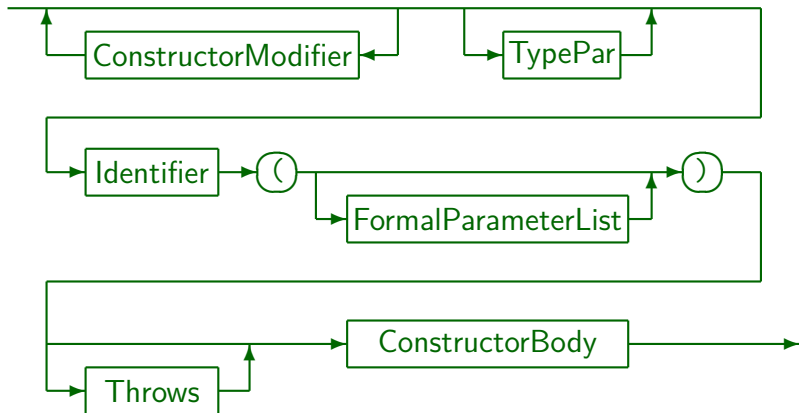 ConstructorModifier TypePar
Identifier ( )
FormalParameterList
ConstructorBody
Throws